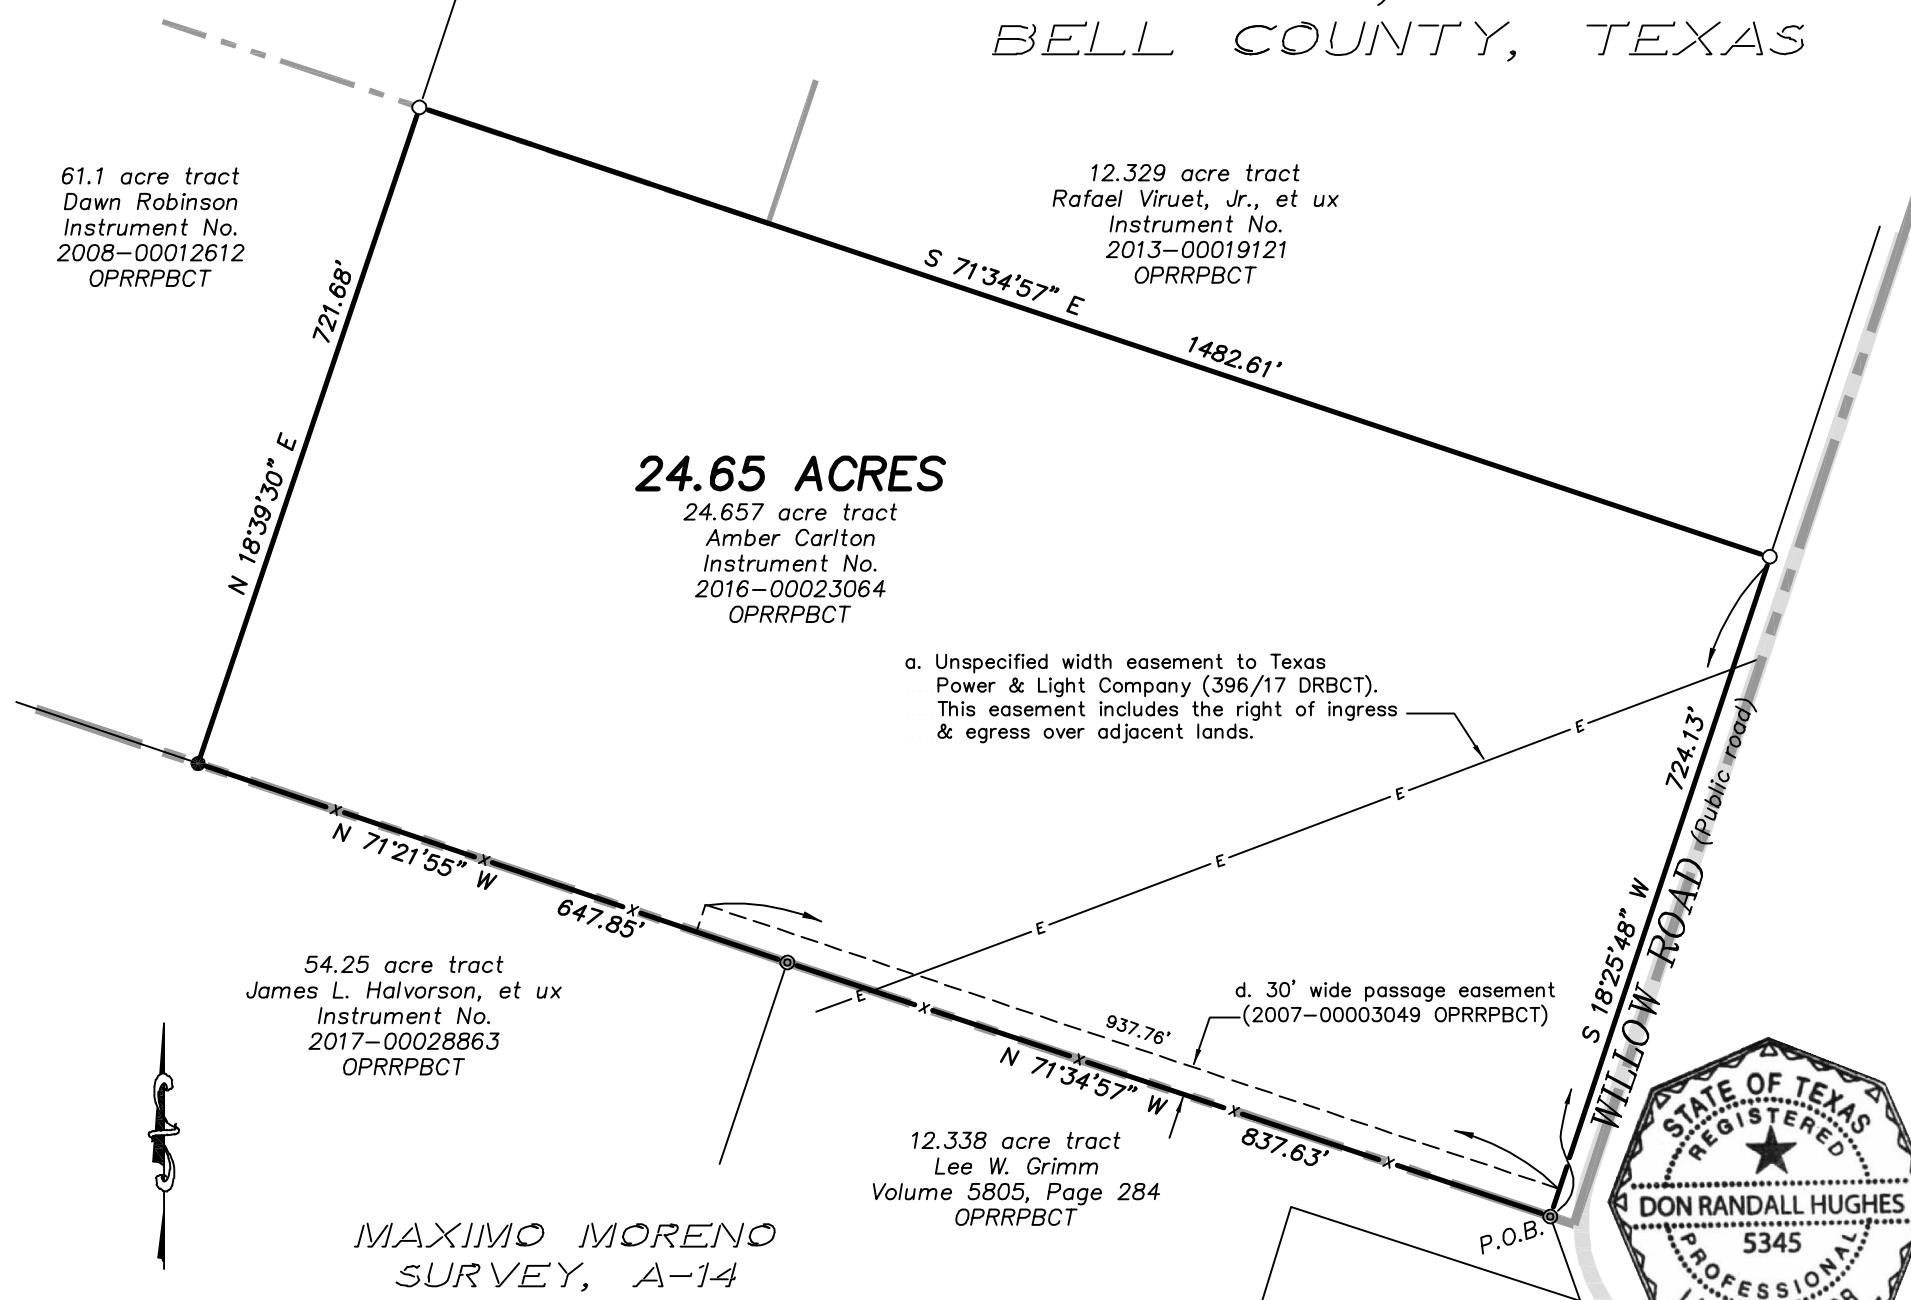 BELL COUNTY, TEXAS
61.1 acre tract
Dawn Robinson
Instrument No.
2008-00012612
OPRRPBCT
12.329 acre tract
Rafael Viruet, Jr., et ux
Instrument No.
2013-00019121
OPRRPBCT
721.68'
N 18°39'30" E
S 71°34'57" E
1482.61'
24.65 ACRES
24.657 acre tract
Amber Carlton
Instrument No.
2016-00023064
OPRRPBCT
a. Unspecified width easement to Texas
Power & Light Company (396/17 DRBCT).
This easement includes the right of ingress
& egress over adjacent lands.
E
E
E
E
E
724.13'
S 18°25'48" W
WILLOW ROAD (Public road)
x
x
x
N 71°21'55" W
647.85'
54.25 acre tract
James L. Halvorson, et ux
Instrument No.
2017-00028863
OPRRPBCT
d. 30' wide passage easement
(2007-00003049 OPRRPBCT)
937.76'
x
x
x
x
N 71°34'57" W
837.63'
12.338 acre tract
Lee W. Grimm
Volume 5805, Page 284
OPRRPBCT
P.O.B.
MAXIMO MORENO
SURVEY, A-14
STATE OF TEXAS
REGISTERED
DON RANDALL HUGHES
5345
PROFESSIONAL